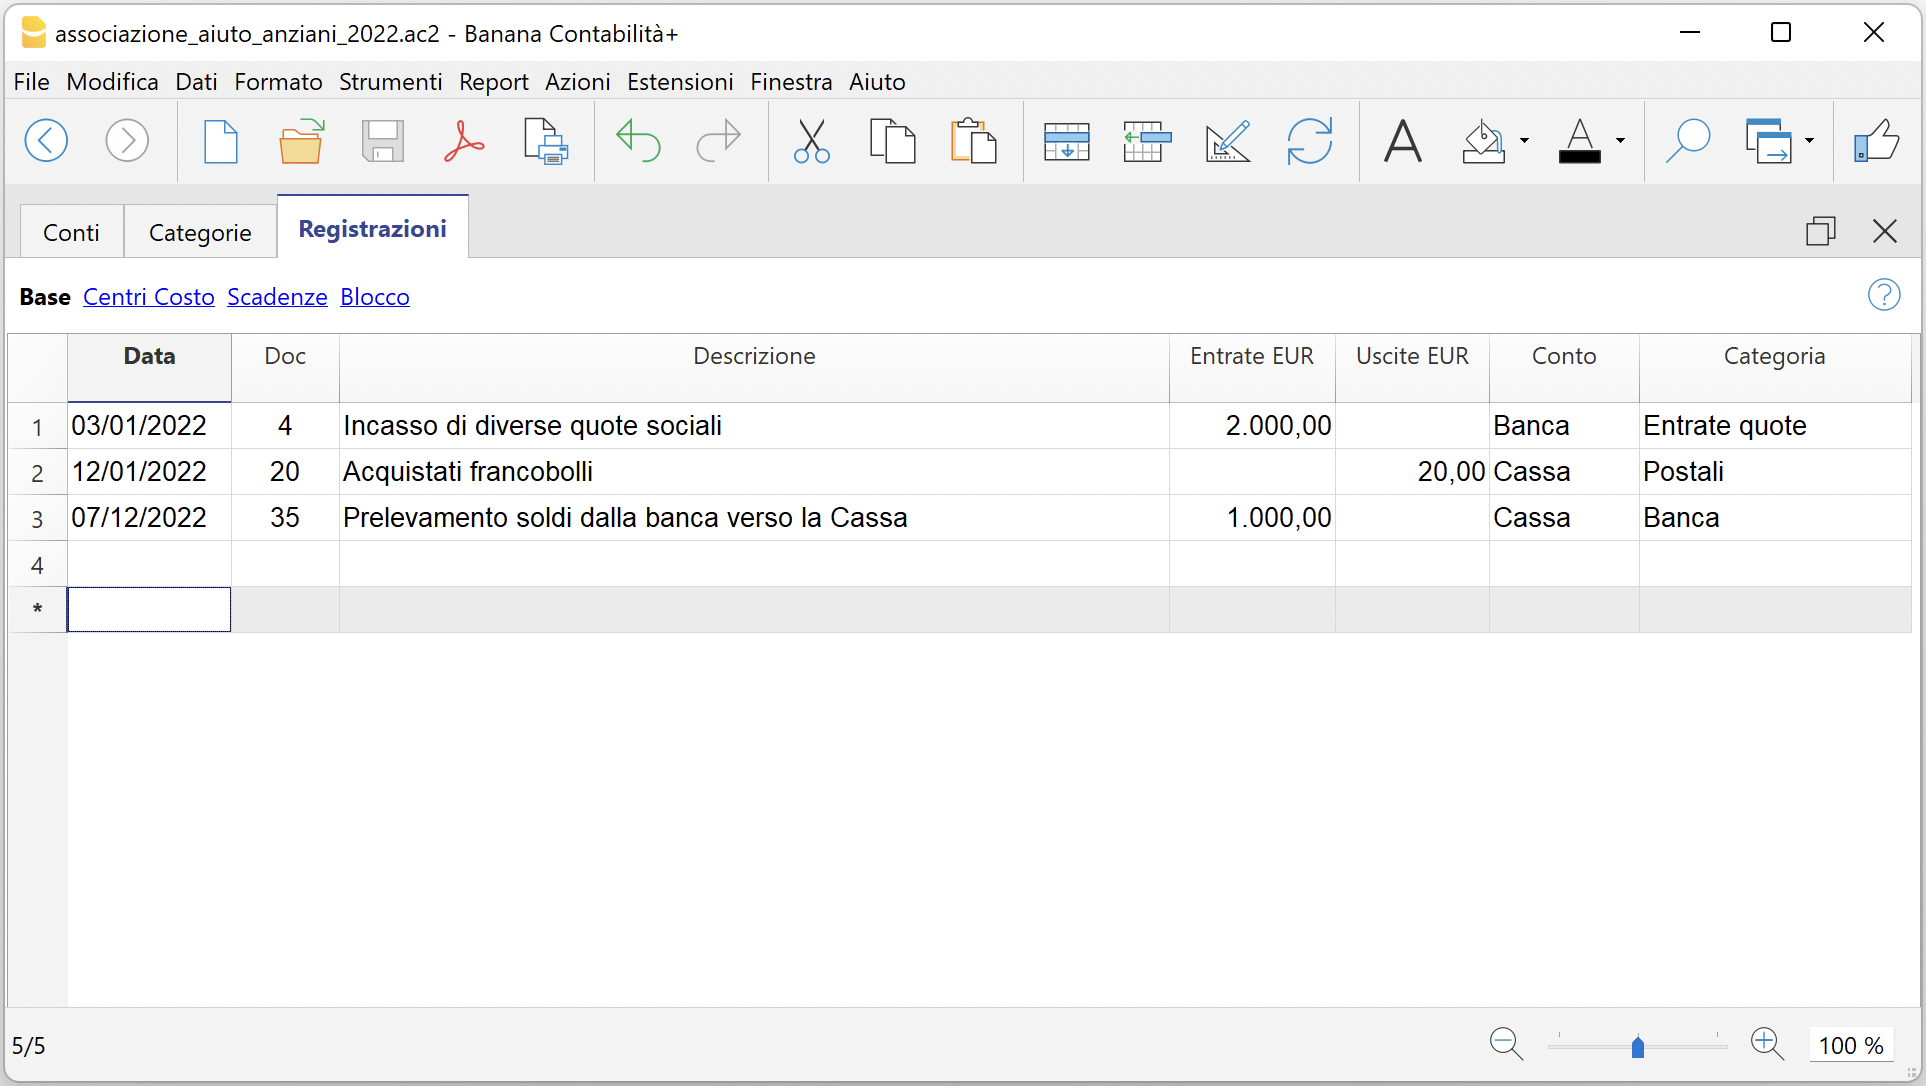 associazione_aiuto_anziani_2022.ac2 - Banana Contabilità+
File Modifica Dati Formato Strumenti Report Azioni Estensioni Finestra Aiuto
Conti Categorie Registrazioni
Base Centri Costo Scadenze Blocco
Data Doc Descrizione Entrate EUR Uscite EUR Conto Categoria
1 03/01/2022 4 Incasso di diverse quote sociali 2.000,00 Banca Entrate quote
2 12/01/2022 20 Acquistati francobolli 20,00 Cassa Postali
3 07/12/2022 35 Prelevamento soldi dalla banca verso la Cassa 1.000,00 Cassa Banca
4
*
5/5 100 %